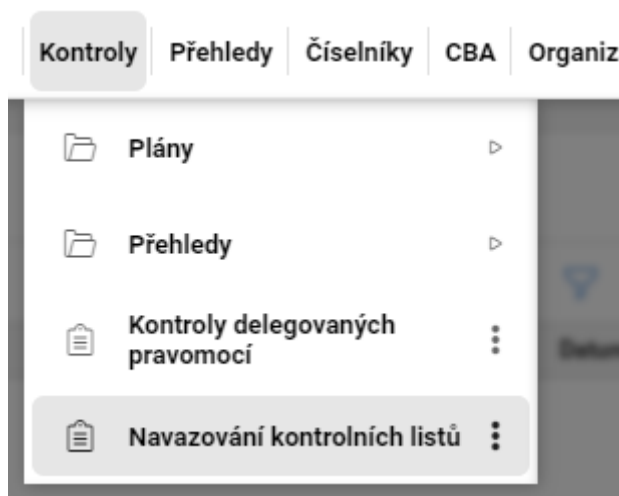 Kontroly Přehledy Číselníky CBA Organiz
Plány
Přehledy
Kontroly delegovaných
pravomocí
Navazování kontrolních listů